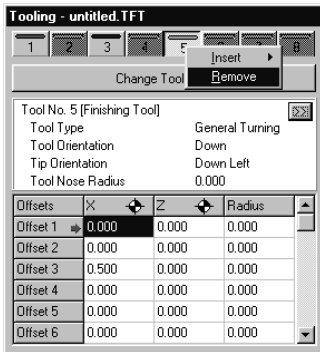 Tooling - untitled.TFT
1 2 3 4 5 8
Insert
Remove
Change Tool
Tool No. 5 [Finishing Tool]
Tool Type General Turning
Tool Orientation Down
Tip Orientation Down Left
Tool Nose Radius 0.000
Offsets X Z Radius
Offset 1 0.000 0.000 0.000
Offset 2 0.000 0.000 0.000
Offset 3 0.500 0.000 0.000
Offset 4 0.000 0.000 0.000
Offset 5 0.000 0.000 0.000
Offset 6 0.000 0.000 0.000